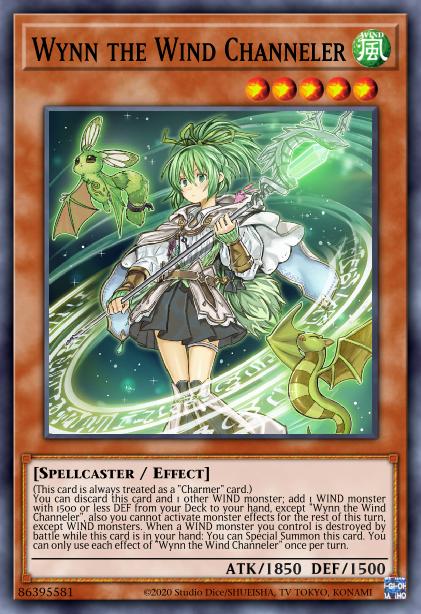 Wynn the Wind Channeler
WIND
風
[Spellcaster / Effect]
(This card is always treated as a "Charmer" card.)
You can discard this card and 1 other WIND monster; add 1 WIND monster
with 1500 or less DEF from your Deck to your hand, except "Wynn the Wind
Channeler", also you cannot activate monster effects for the rest of this turn,
except WIND monsters. When a WIND monster you control is destroyed by
battle while this card is in your hand: You can Special Summon this card. You
can only use each effect of "Wynn the Wind Channeler" once per turn.
ATK/1850 DEF/1500
86395581
©2020 Studio Dice/SHUEISHA, TV TOKYO, KONAMI